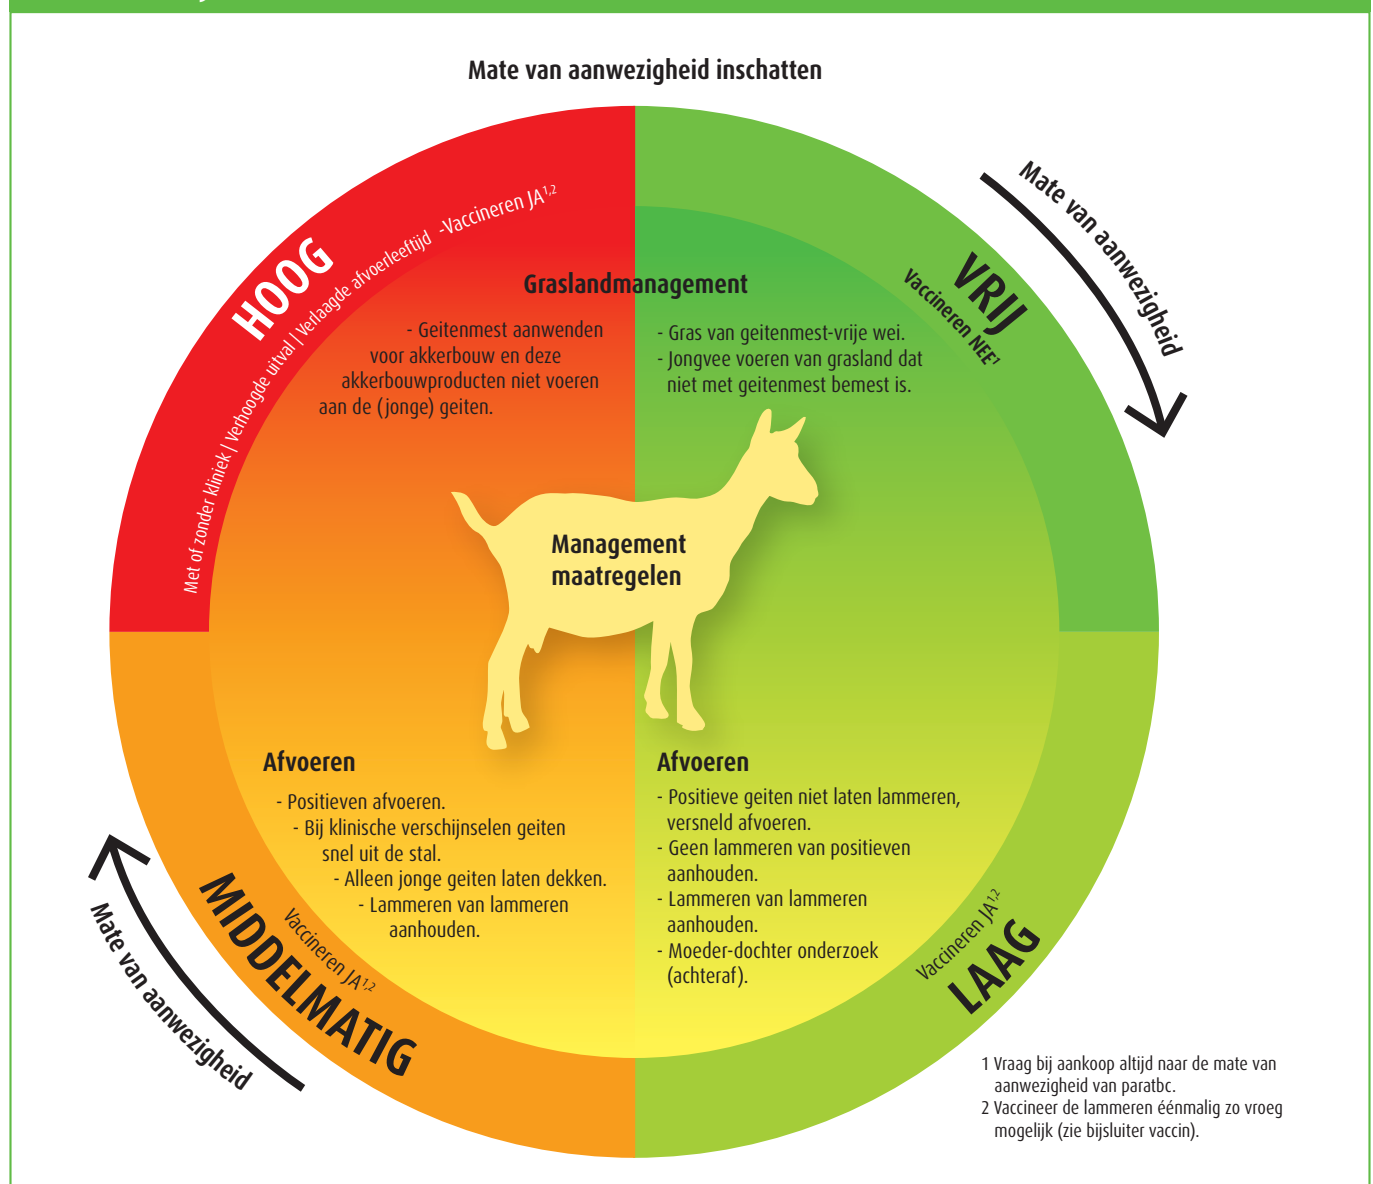 Mate van aanwezigheid inschatten
HOOG
Met of zonder kliniek | Verhoogde uitval | Verlaagde afvoerleeftijd -Vaccineren JA1,2
VRIJ
Vaccineren NEE1
Mate van aanwezigheid
Graslandmanagement
- Geitenmest aanwenden
voor akkerbouw en deze
akkerbouwproducten niet voeren
aan de (jonge) geiten.
- Gras van geitenmest-vrije wei.
- Jongvee voeren van grasland dat
niet met geitenmest bemest is.
Management
maatregelen
Afvoeren
- Positieven afvoeren.
- Bij klinische verschijnselen geiten
snel uit de stal.
- Alleen jonge geiten laten dekken.
- Lammeren van lammeren
aanhouden.
Afvoeren
- Positieve geiten niet laten lammeren,
versneld afvoeren.
- Geen lammeren van positieven
aanhouden.
- Lammeren van lammeren
aanhouden.
- Moeder-dochter onderzoek
(achteraf).
Mate van aanwezigheid
MIDDELMATIG
Vaccineren JA1,2
Vaccineren JA1,2
LAAG
1 Vraag bij aankoop altijd naar de mate van
aanwezigheid van paratbc.
2 Vaccineer de lammeren éénmalig zo vroeg
mogelijk (zie bijsluiter vaccin).